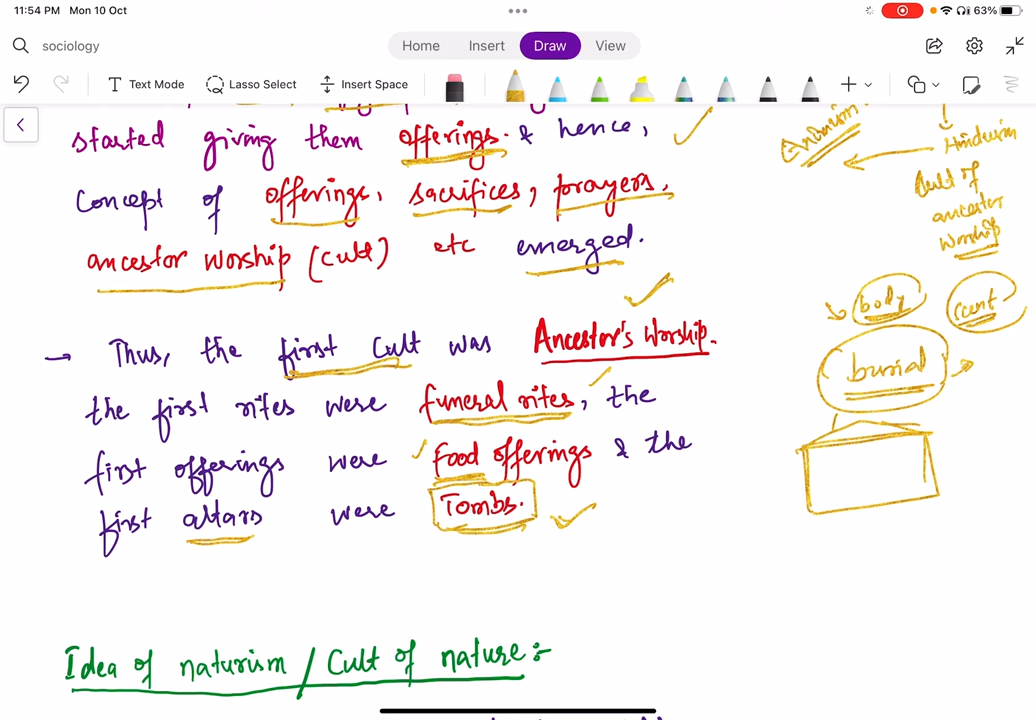 11:54 PM Mon 10 Oct
63%
sociology
Home Insert Draw View
Text Mode Lasso Select Insert Space
started giving them offerings. & hence,
Concept of offerings, sacrifices, prayers,
ancestor worship (cult) etc emerged.
→ Thus, the first Cult was Ancestor's Worship.
the first rites were funeral rites, the
first offerings were food offerings & the
first altars were Tombs.
Idea of naturism / Cult of nature :-
Animism
Hinduism
Cult of
ancestor
worship
body
burial